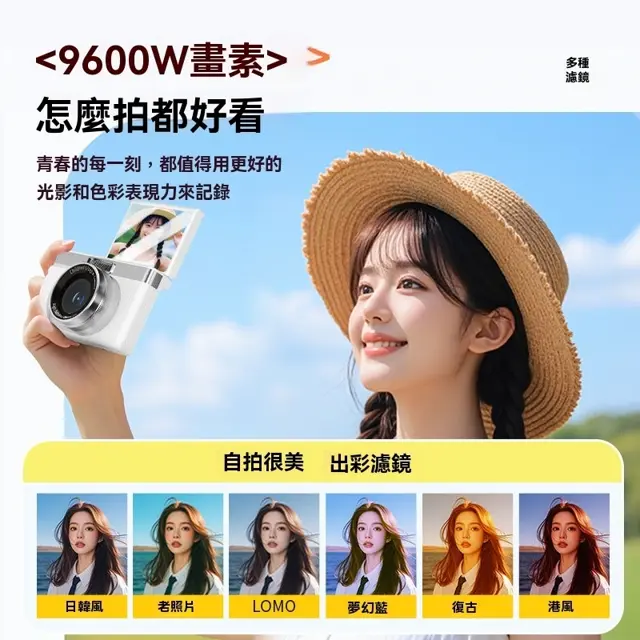 <9600W畫素> >
多種
濾鏡
怎麼拍都好看
青春的每一刻，都值得用更好的
光影和色彩表現力來記錄
自拍很美 出彩濾鏡
日韓風
老照片
LOMO
夢幻藍
復古
港風